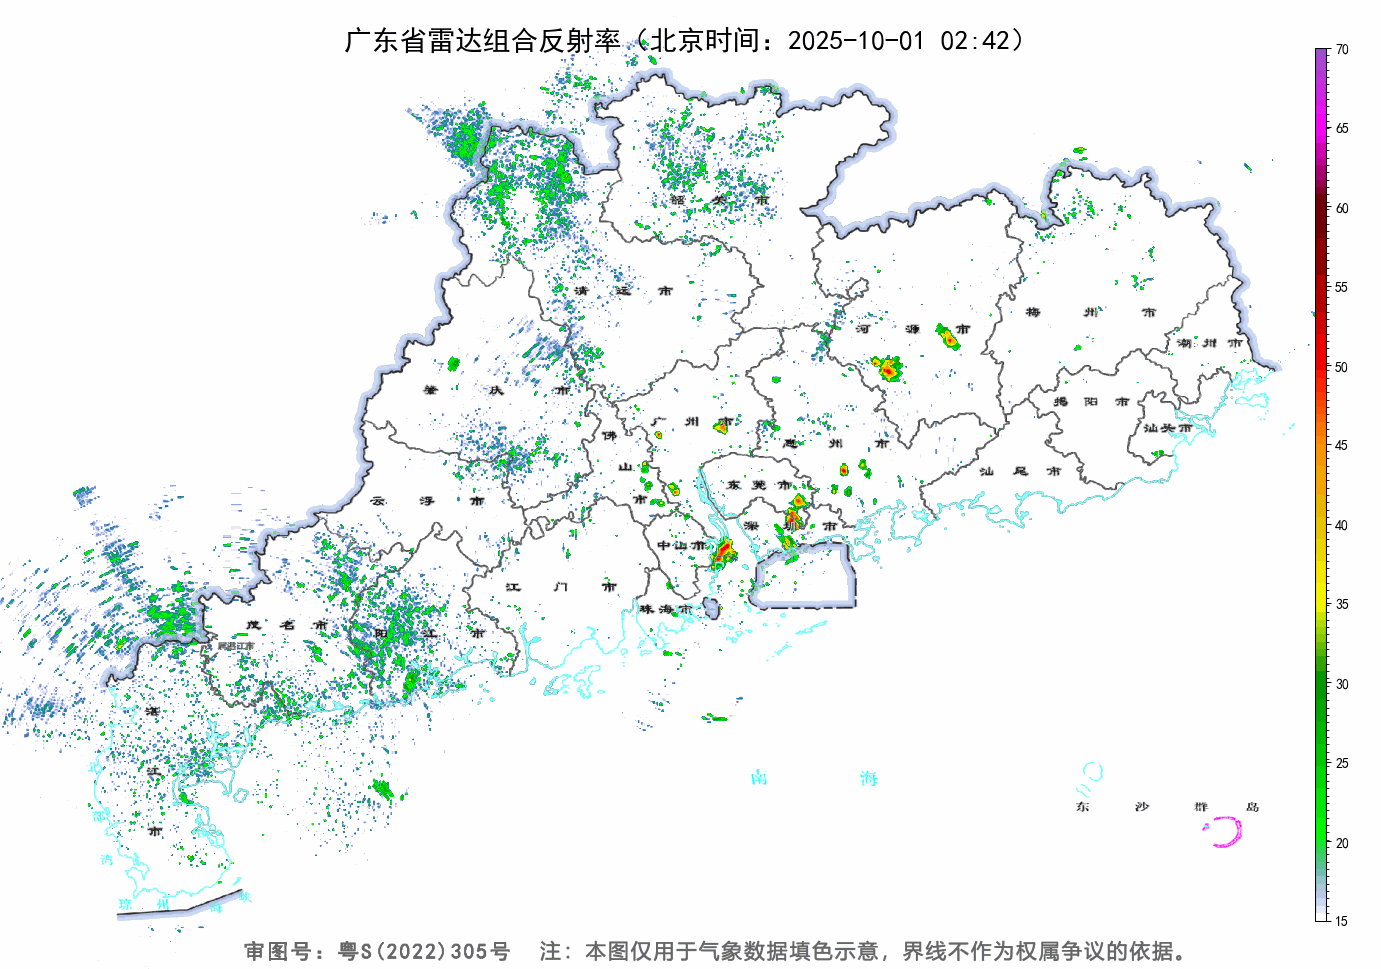 广东省雷达组合反射率（北京时间：2025-10-01 02:42）
70
65
60
55
50
45
40
35
30
25
20
15
韶关市
清远市
河源市
梅州市
潮州市
肇庆市
广州市
佛山市
惠州市
揭阳市
汕头市
汕尾市
云浮市
东莞市
深圳市
中山市
江门市
珠海市
茂名市
阳江市
湛江市
南海
东沙群岛
琼州海峡
审图号：粤S(2022)305号 注：本图仅用于气象数据填色示意，界线不作为权属争议的依据。